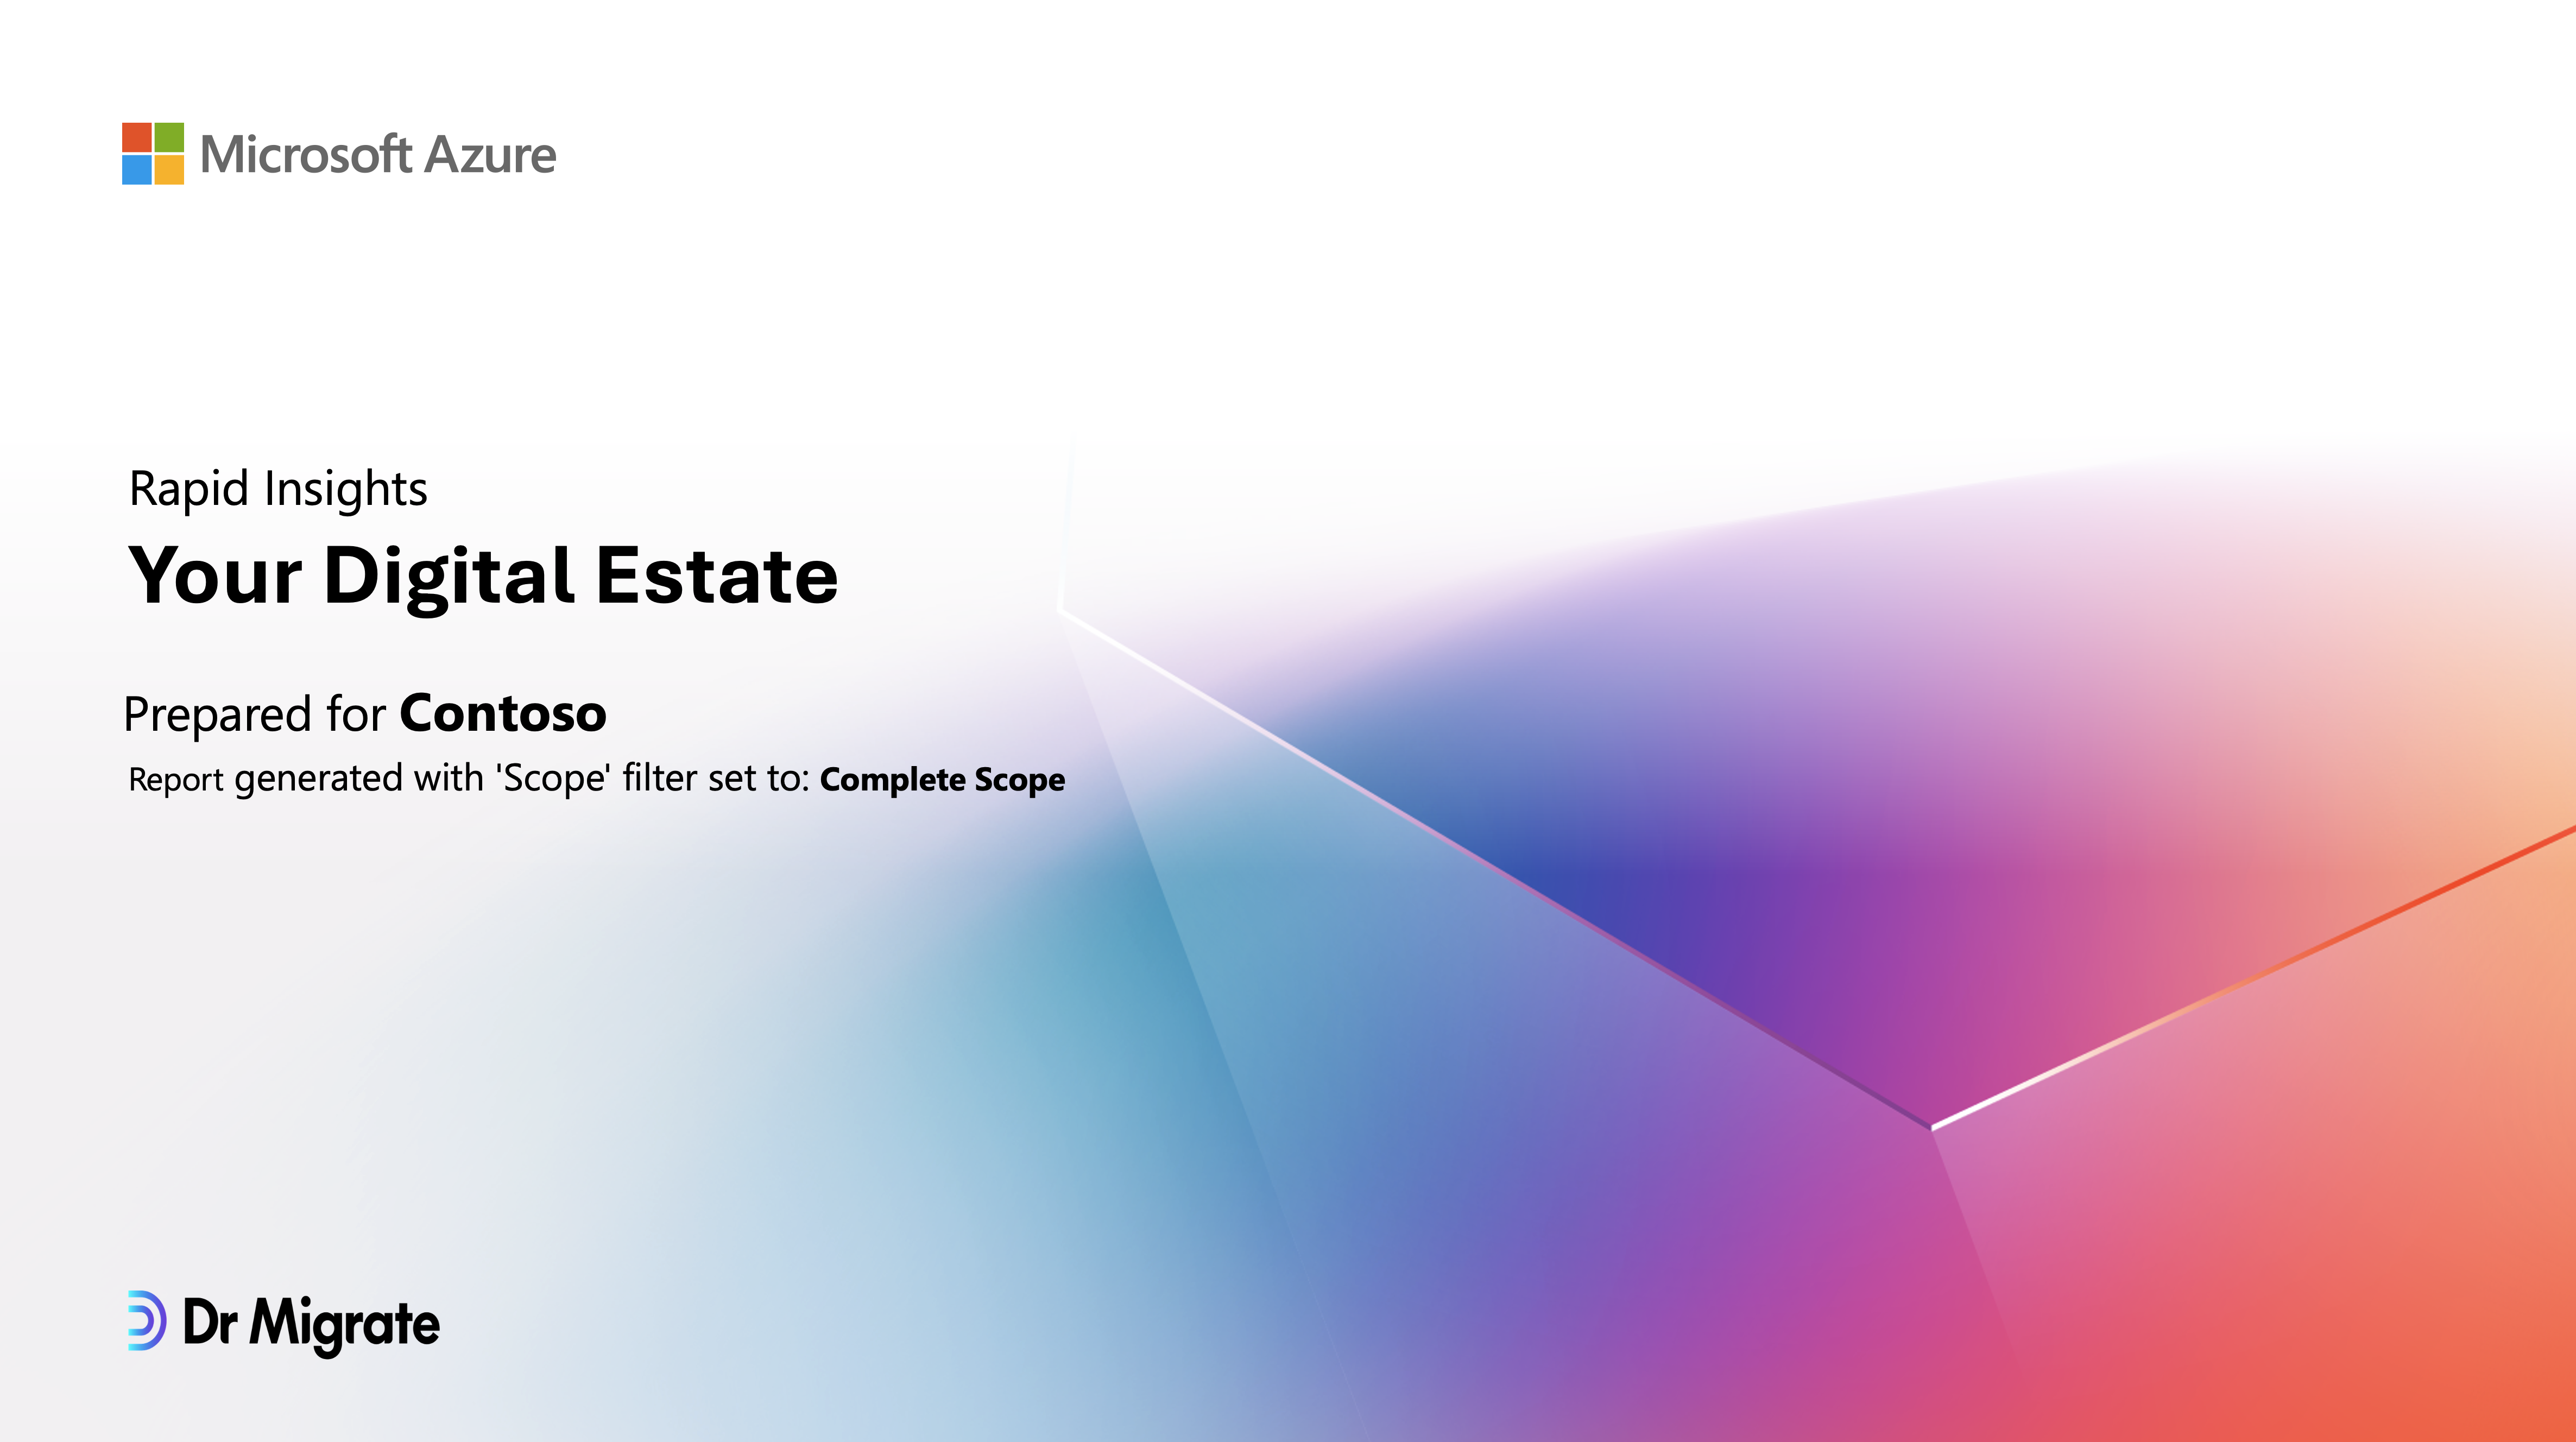 Microsoft Azure
Rapid Insights
Your Digital Estate
Prepared for Contoso
Report generated with 'Scope' filter set to: Complete Scope
Dr Migrate